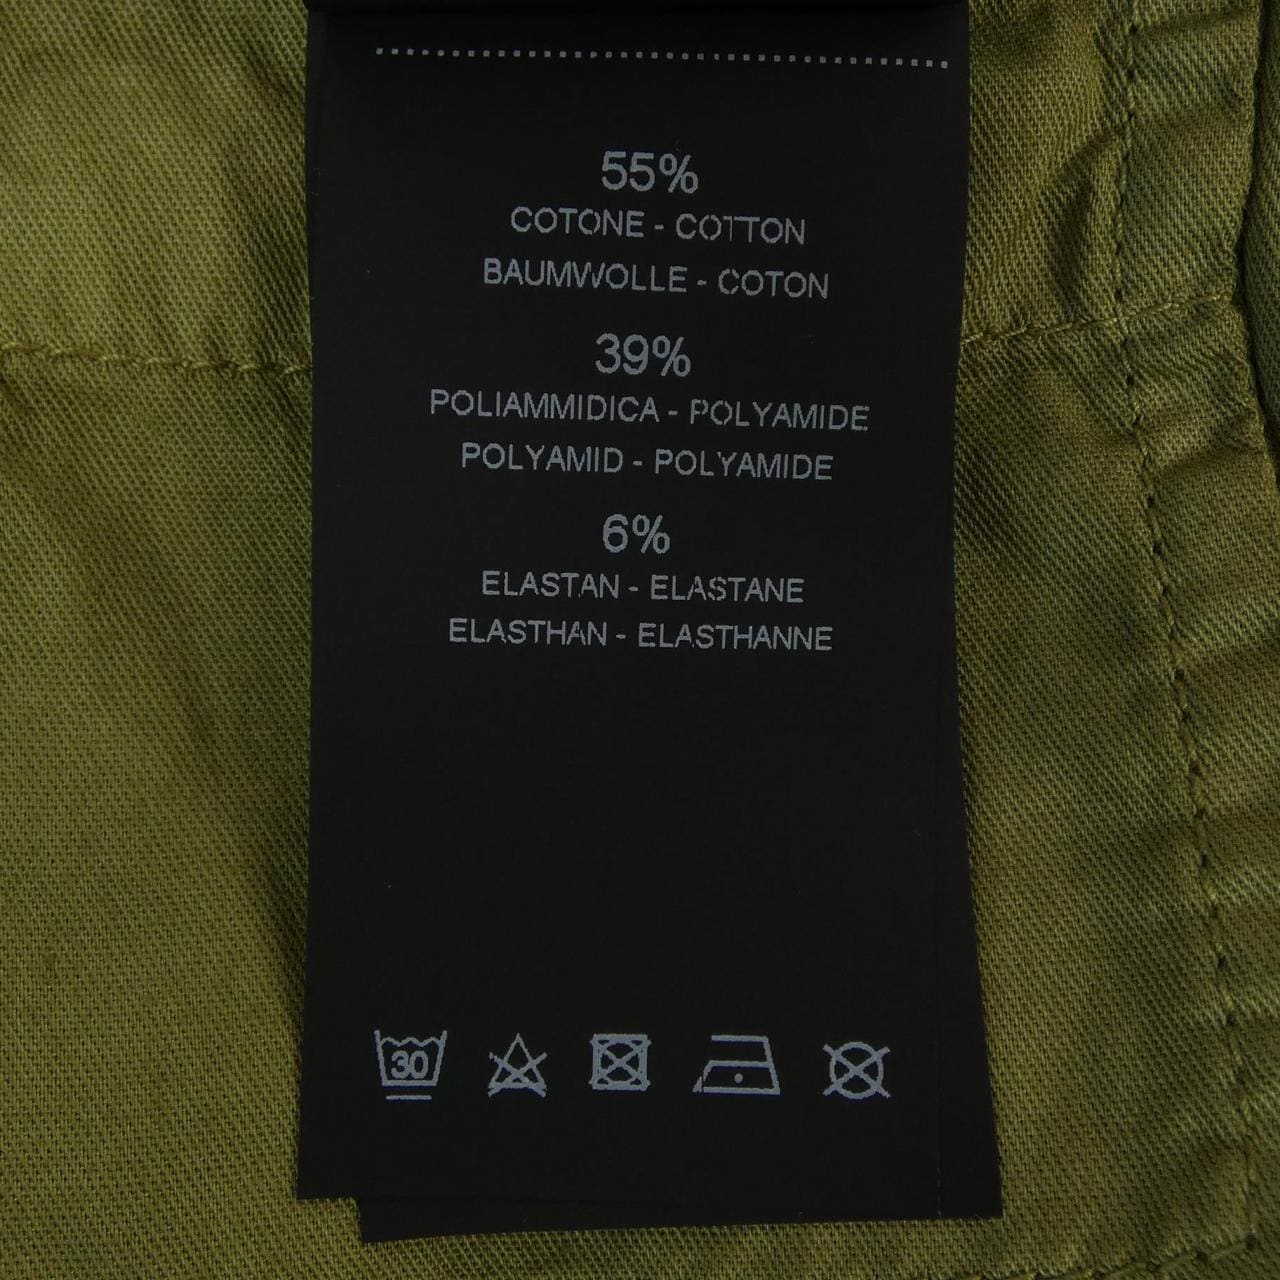 55%
COTONE - COTTON
BAUMWOLLE - COTON
39%
POLIAMMIDICA - POLYAMIDE
POLYAMID - POLYAMIDE
6%
ELASTAN - ELASTANE
ELASTHAN - ELASTHANNE
30